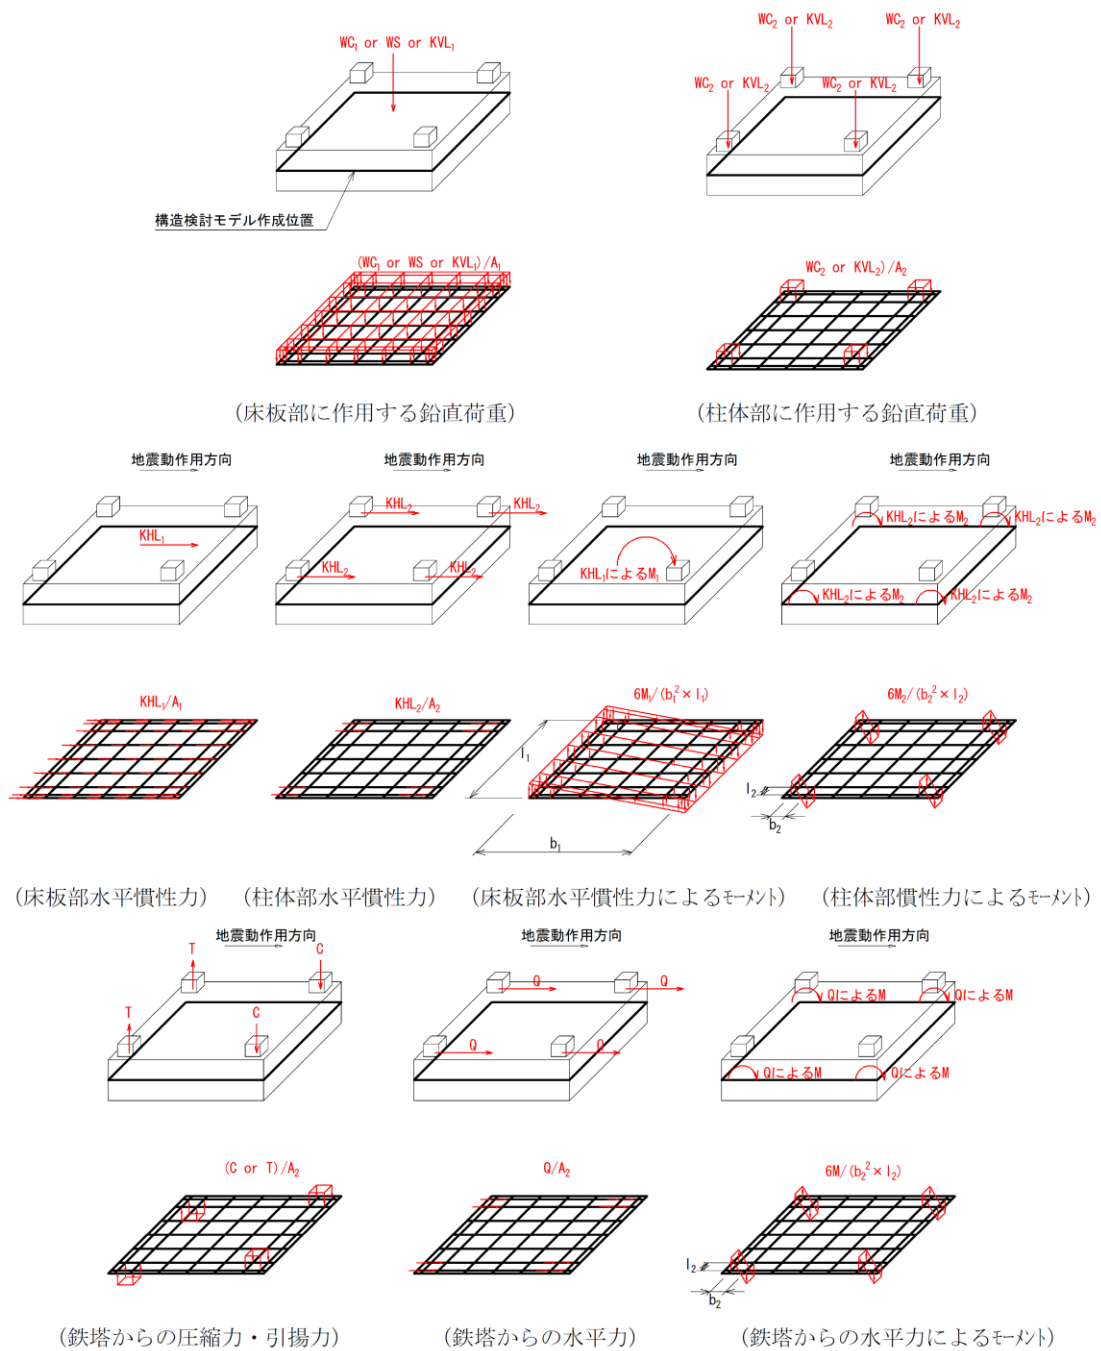 WC₁ or WS or KVL₁
WC₂ or KVL₂
WC₂ or KVL₂
WC₂ or KVL₂
WC₂ or KVL₂
構造検討モデル作成位置
(WC₁ or WS or KVL₁)/A₁
WC₂ or KVL₂)/A₂
(床板部に作用する鉛直荷重)
(柱体部に作用する鉛直荷重)
地震動作用方向
地震動作用方向
地震動作用方向
地震動作用方向
KHL₁
KHL₂
KHL₂
KHL₂
KHL₂
KHL₁によるM₁
KHL₂によるM₂
KHL₂によるM₂
KHL₂によるM₂
KHL₂によるM₂
KHL₁/A₁
KHL₂/A₂
6M₁/(b₁²×l₁)
6M₂/(b₂²×l₂)
l₁
b₁
l₂
b₂
(床板部水平慣性力)
(柱体部水平慣性力)
(床板部水平慣性力によるモーメント)
(柱体部慣性力によるモーメント)
地震動作用方向
地震動作用方向
地震動作用方向
T
C
T
C
Q
Q
Q
Q
QによるM
QによるM
QによるM
QによるM
(C or T)/A₂
Q/A₂
6M/(b₂²×l₂)
l₂
b₂
(鉄塔からの圧縮力・引揚力)
(鉄塔からの水平力)
(鉄塔からの水平力によるモーメント)